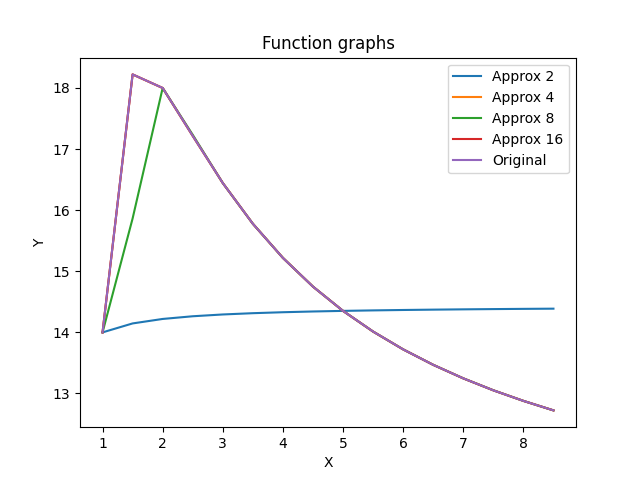 Function graphs
Approx 2
Approx 4
Approx 8
Approx 16
Original
18
17
16
15
14
13
Y
1 2 3 4 5 6 7 8
X